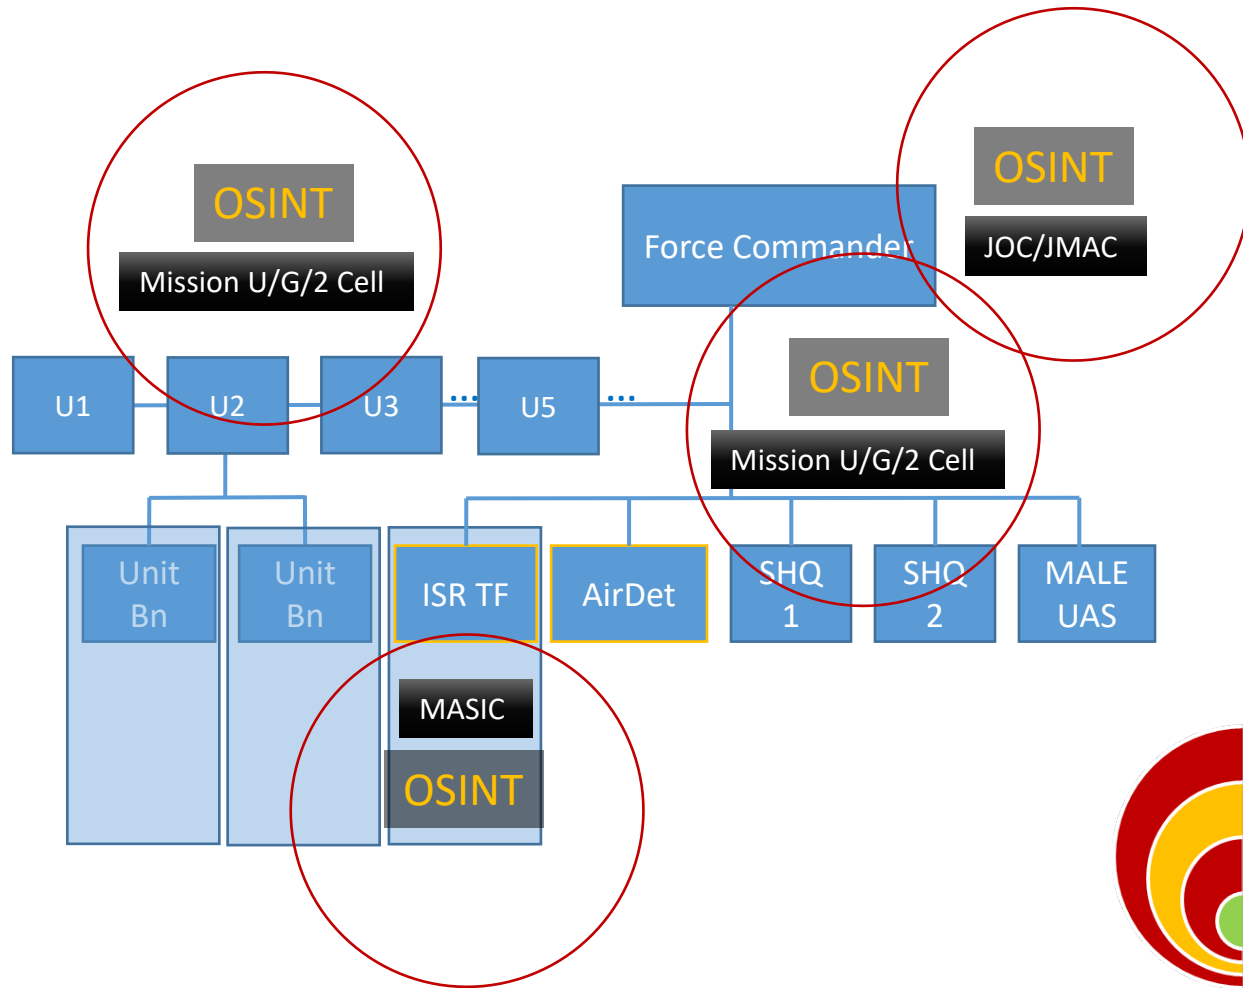 OSINT
OSINT
Force Commander
JOC/JMAC
Mission U/G/2 Cell
OSINT
U1
U2
U3
...
U5
...
Mission U/G/2 Cell
Unit
Bn
Unit
Bn
ISR TF
AirDet
SHQ
1
SHQ
2
MALE
UAS
MASIC
OSINT